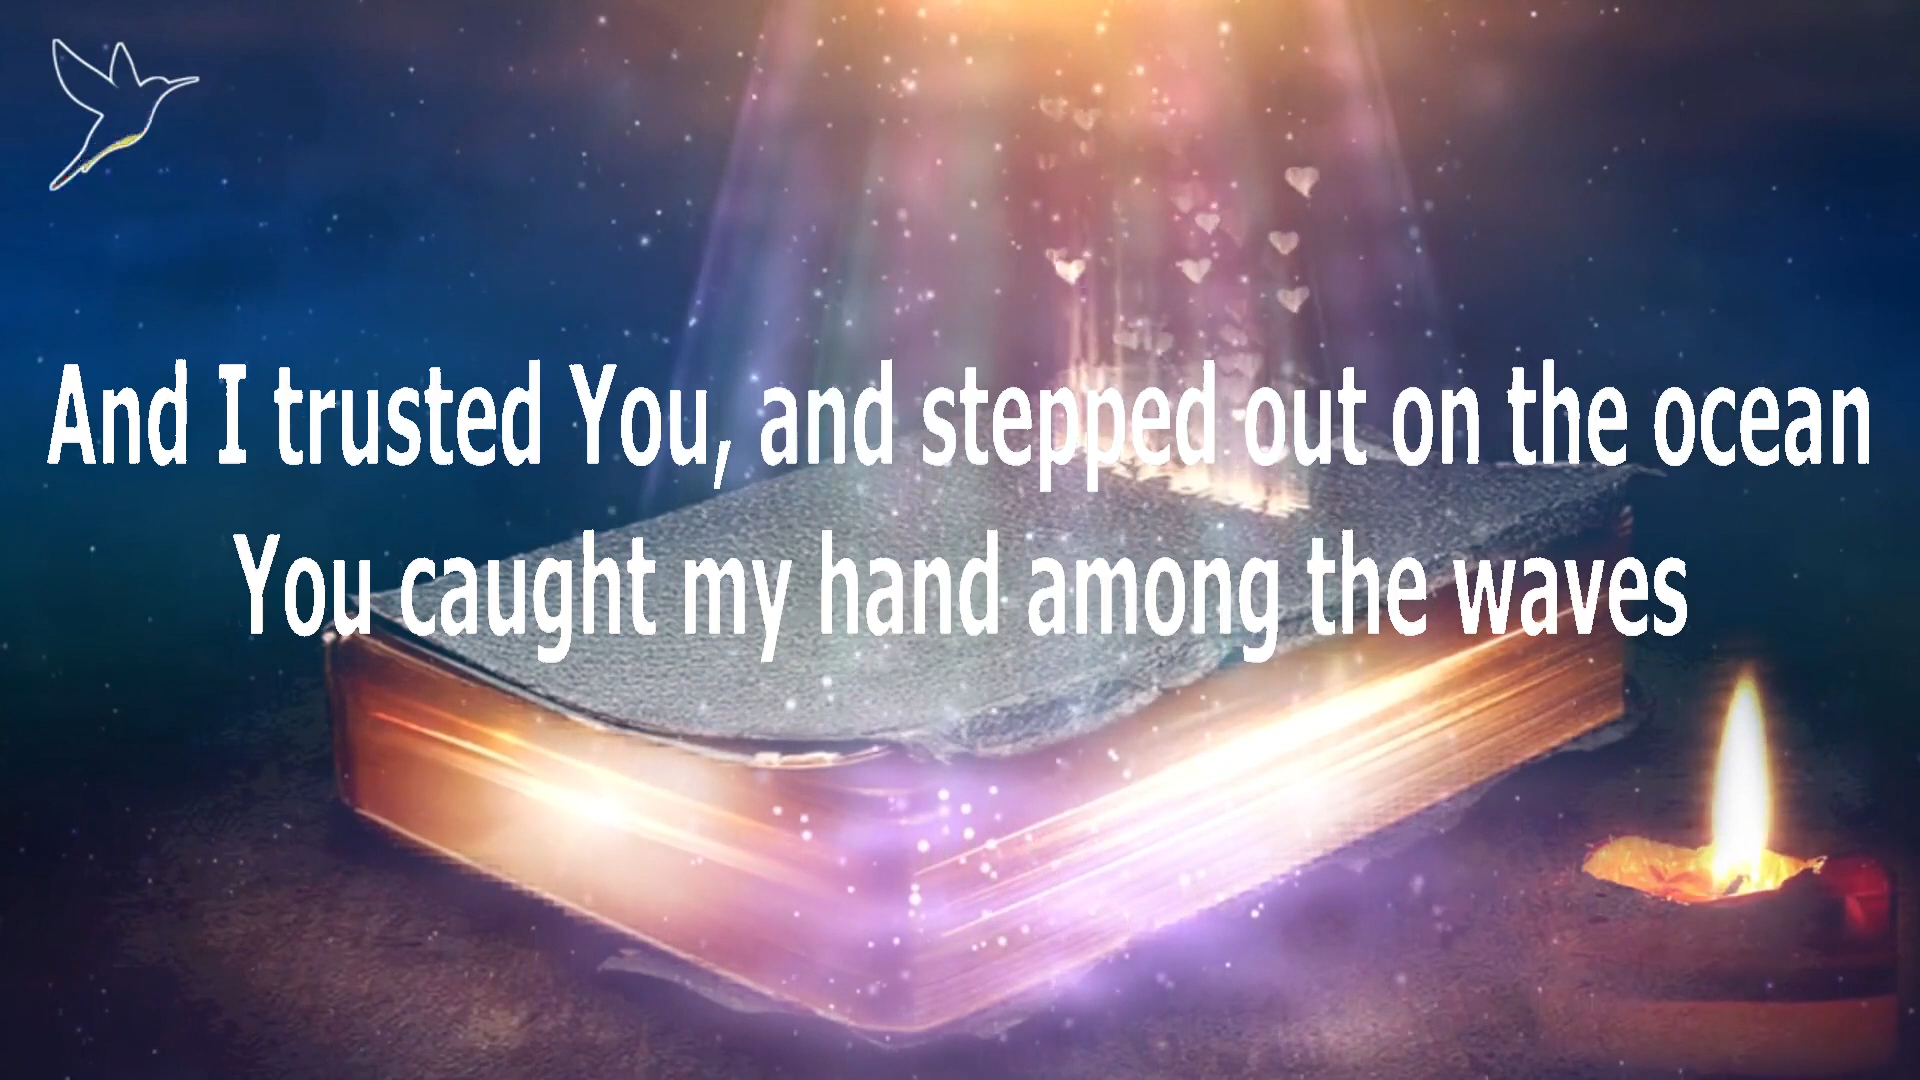 And I trusted You, and stepped out on the ocean
You caught my hand among the waves